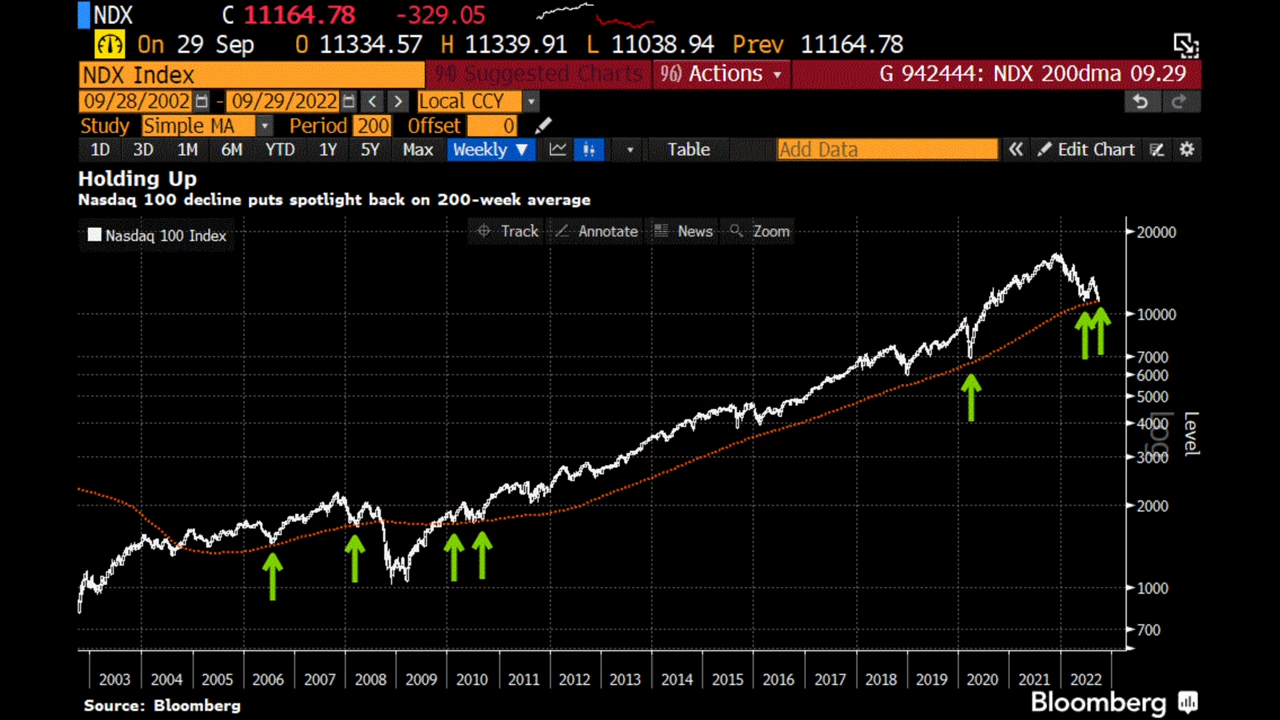 NDX C 11164.78 -329.05
On 29 Sep O 11334.57 H 11339.91 L 11038.94 Prev 11164.78
NDX Index 94) Suggested Charts 96) Actions G 942444: NDX 200dma 09.29
09/28/2002 - 09/29/2022 Local CCY
Study Simple MA Period 200 Offset 0
1D 3D 1M 6M YTD 1Y 5Y Max Weekly Table Add Data Edit Chart
Holding Up
Nasdaq 100 decline puts spotlight back on 200-week average
Nasdaq 100 Index Track Annotate News Zoom
20000
10000
7000
6000
5000
4000
3000
2000
1000
700
Level
log
2003 2004 2005 2006 2007 2008 2009 2010 2011 2012 2013 2014 2015 2016 2017 2018 2019 2020 2021 2022
Source: Bloomberg
Bloomberg